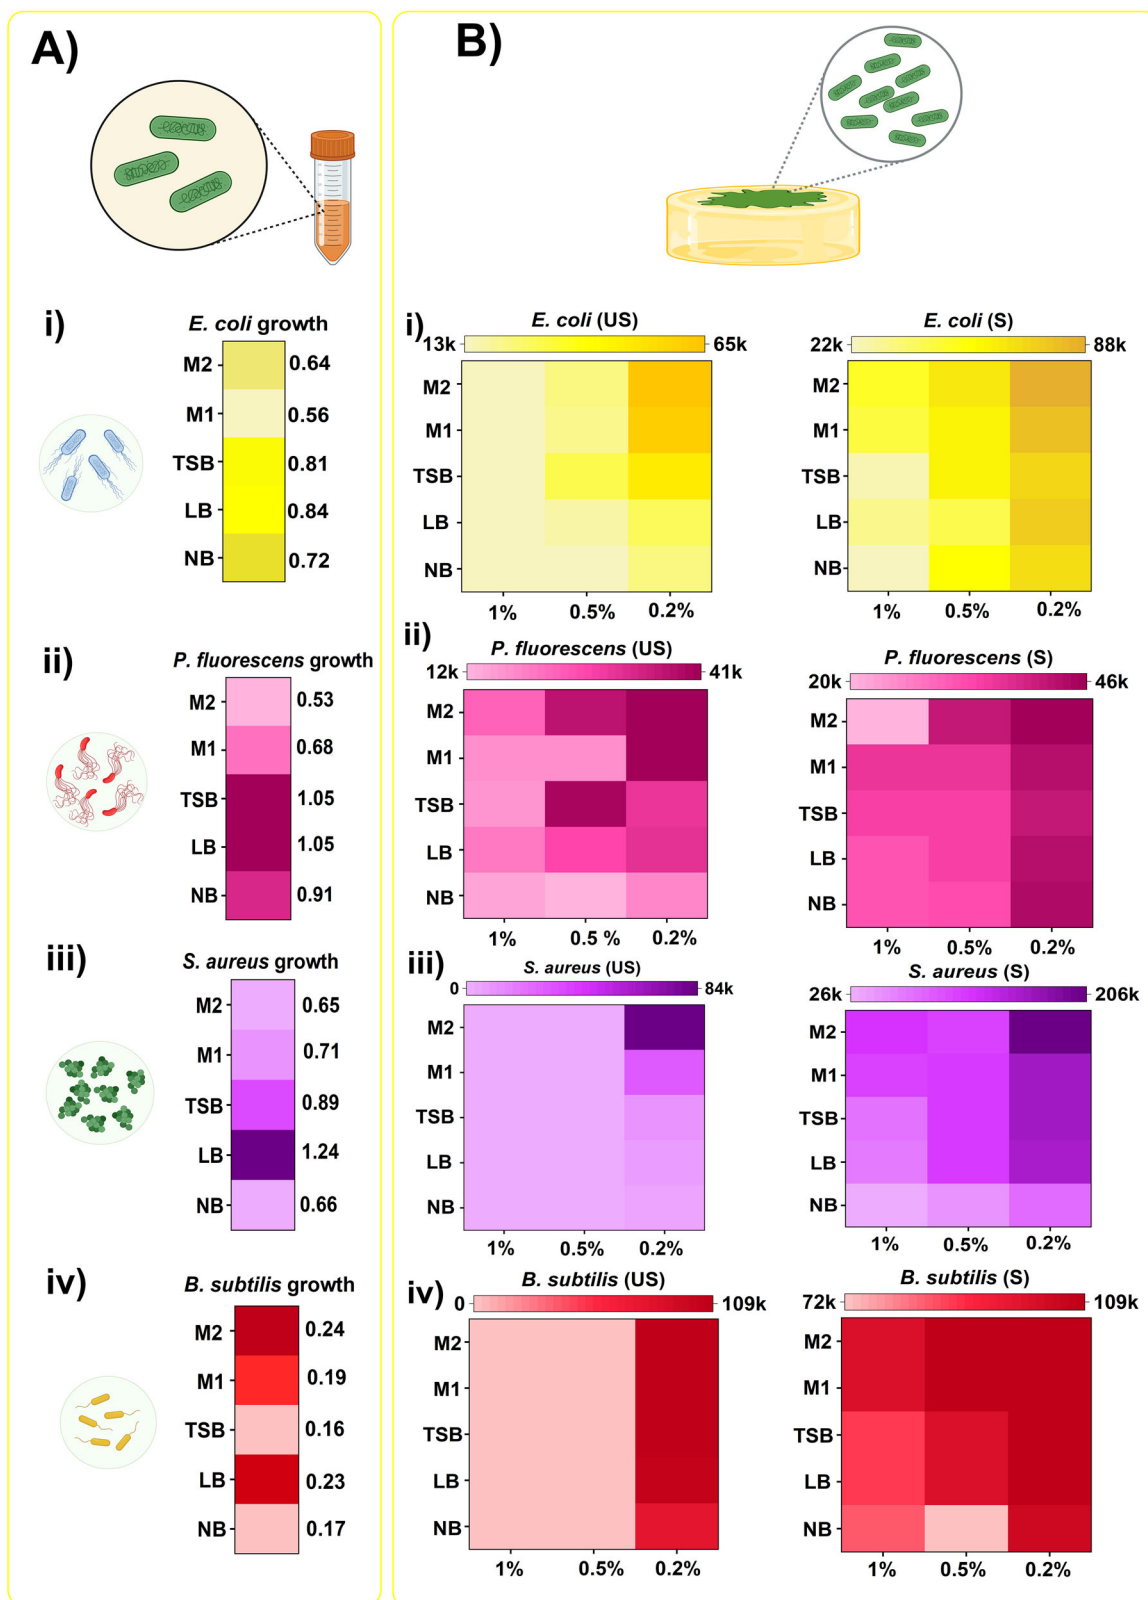 A)
B)
i)
E. coli growth
M2 0.64
M1 0.56
TSB 0.81
LB 0.84
NB 0.72
ii)
P. fluorescens growth
M2 0.53
M1 0.68
TSB 1.05
LB 1.05
NB 0.91
iii)
S. aureus growth
M2 0.65
M1 0.71
TSB 0.89
LB 1.24
NB 0.66
iv)
B. subtilis growth
M2 0.24
M1 0.19
TSB 0.16
LB 0.23
NB 0.17
i)
E. coli (US)
13k 65k
M2
M1
TSB
LB
NB
1% 0.5% 0.2%
E. coli (S)
22k 88k
M2
M1
TSB
LB
NB
1% 0.5% 0.2%
ii)
P. fluorescens (US)
12k 41k
M2
M1
TSB
LB
NB
1% 0.5 % 0.2%
P. fluorescens (S)
20k 46k
M2
M1
TSB
LB
NB
1% 0.5% 0.2%
iii)
S. aureus (US)
0 84k
M2
M1
TSB
LB
NB
1% 0.5% 0.2%
S. aureus (S)
26k 206k
M2
M1
TSB
LB
NB
1% 0.5% 0.2%
iv)
B. subtilis (US)
0 109k
M2
M1
TSB
LB
NB
1% 0.5% 0.2%
B. subtilis (S)
72k 109k
M2
M1
TSB
LB
NB
1% 0.5% 0.2%